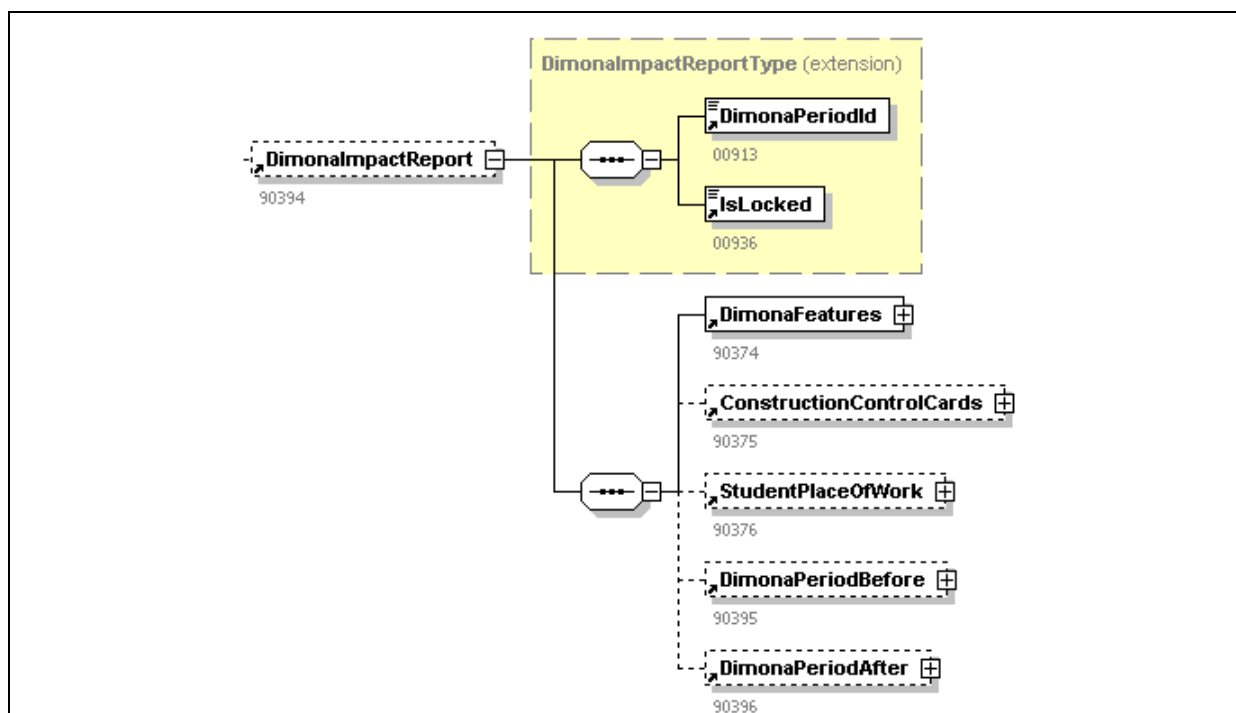 DimonaImpactReportType (extension)
DimonaPeriodId
00913
DimonaImpactReport
90394
IsLocked
00936
DimonaFeatures
90374
ConstructionControlCards
90375
StudentPlaceOfWork
90376
DimonaPeriodBefore
90395
DimonaPeriodAfter
90396